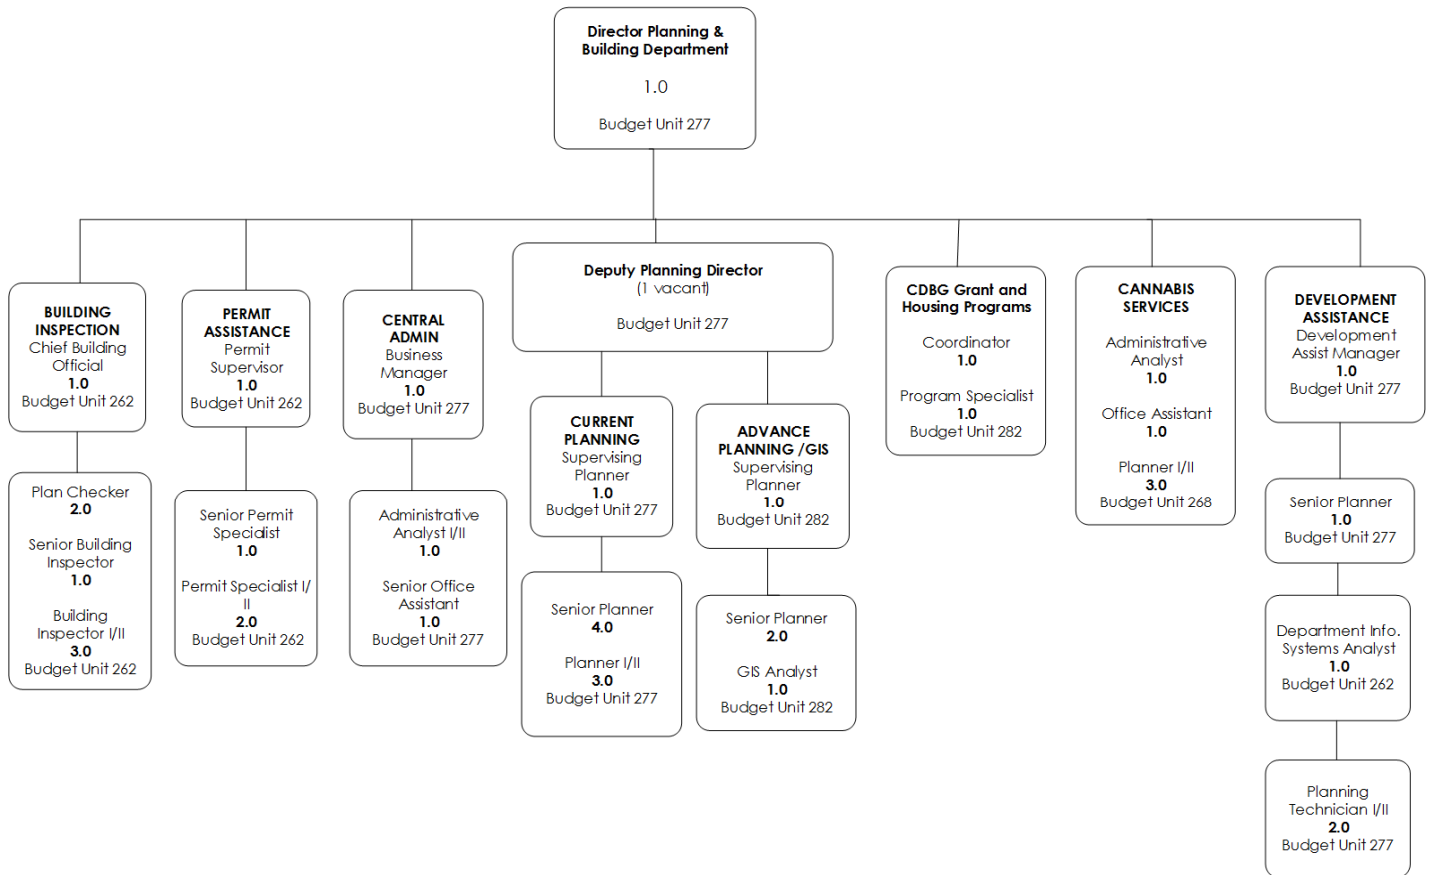 Director Planning &
Building Department
1.0
Budget Unit 277
BUILDING
INSPECTION
Chief Building
Official
1.0
Budget Unit 262
Plan Checker
2.0
Senior Building
Inspector
1.0
Building
Inspector I/II
3.0
Budget Unit 262
PERMIT
ASSISTANCE
Permit
Supervisor
1.0
Budget Unit 262
Senior Permit
Specialist
1.0
Permit Specialist I/
II
2.0
Budget Unit 262
CENTRAL
ADMIN
Business
Manager
1.0
Budget Unit 277
Administrative
Analyst I/II
1.0
Senior Office
Assistant
1.0
Budget Unit 277
Deputy Planning Director
(1 vacant)
Budget Unit 277
CURRENT
PLANNING
Supervising
Planner
1.0
Budget Unit 277
Senior Planner
4.0
Planner I/II
3.0
Budget Unit 277
ADVANCE
PLANNING /GIS
Supervising
Planner
1.0
Budget Unit 282
Senior Planner
2.0
GIS Analyst
1.0
Budget Unit 282
CDBG Grant and
Housing Programs
Coordinator
1.0
Program Specialist
1.0
Budget Unit 282
CANNABIS
SERVICES
Administrative
Analyst
1.0
Office Assistant
1.0
Planner I/II
3.0
Budget Unit 268
DEVELOPMENT
ASSISTANCE
Development
Assist Manager
1.0
Budget Unit 277
Senior Planner
1.0
Budget Unit 277
Department Info.
Systems Analyst
1.0
Budget Unit 262
Planning
Technician I/II
2.0
Budget Unit 277